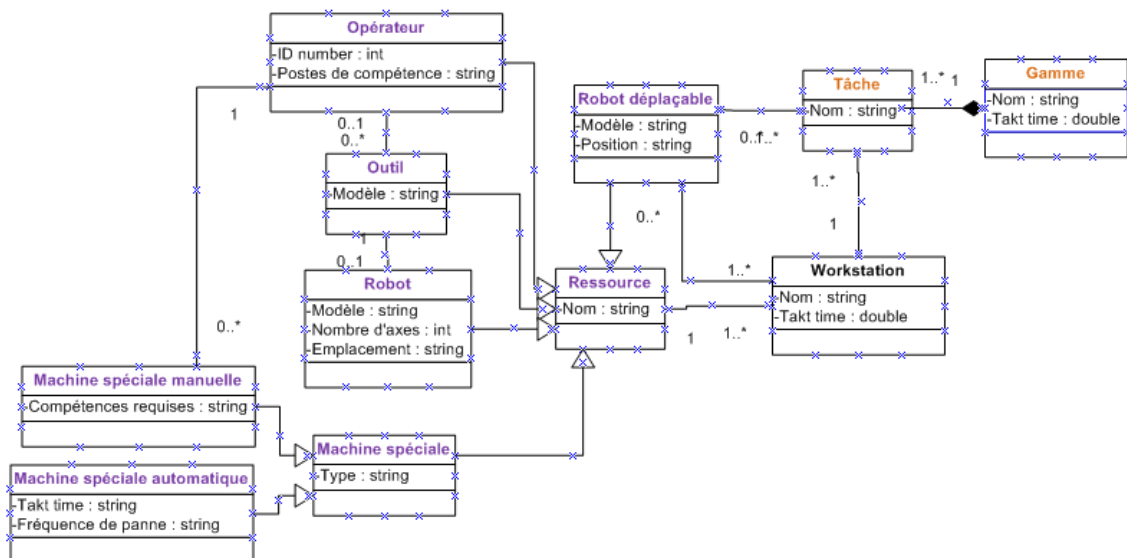 Opérateur
-ID number : int
-Postes de compétence : string
1
0..1
0..*
Outil
-Modèle : string
1
0..1
Robot
-Modèle : string
-Nombre d'axes : int
-Emplacement : string
0..*
Machine spéciale manuelle
-Compétences requises : string
Machine spéciale automatique
-Takt time : string
-Fréquence de panne : string
Machine spéciale
-Type : string
Robot déplaçable
-Modèle : string
-Position : string
0..*
Ressource
-Nom : string
1
1..*
1..*
Tâche
-Nom : string
1..*
1
1..*
1
Gamme
-Nom : string
-Takt time : double
Workstation
-Nom : string
-Takt time : double